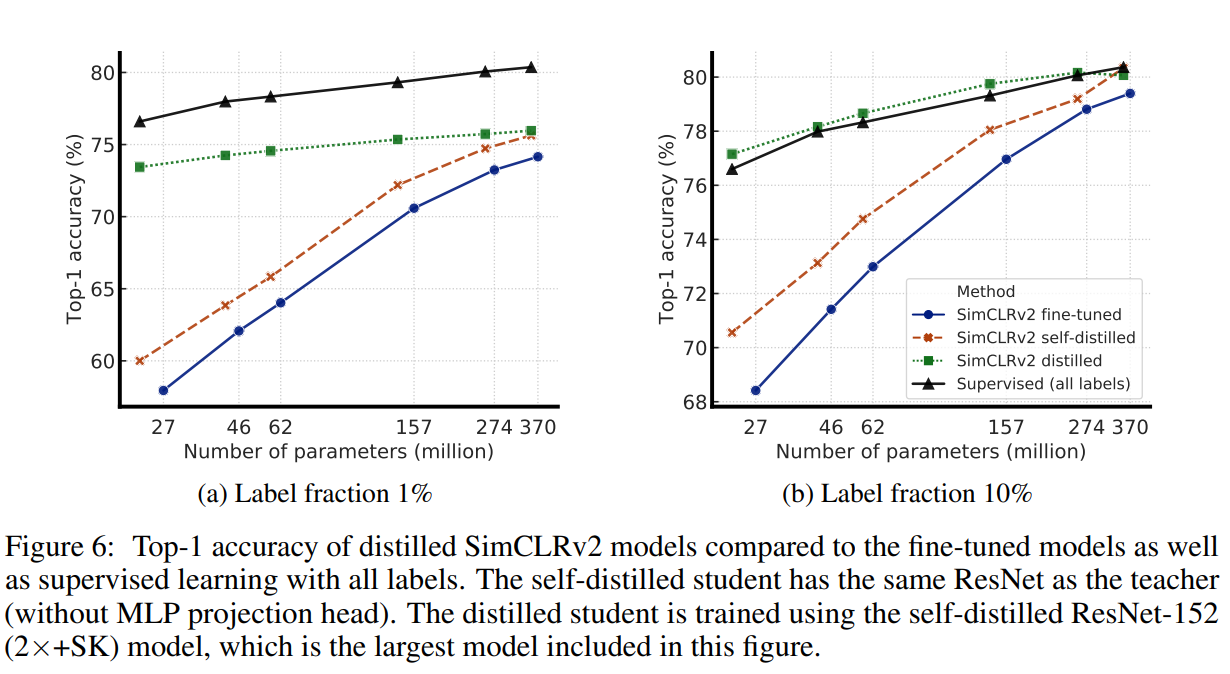 80
75
70
65
60
Top-1 accuracy (%)
27 46 62 157 274 370
Number of parameters (million)
(a) Label fraction 1%
80
78
76
74
72
70
68
Top-1 accuracy (%)
Method
SimCLRv2 fine-tuned
SimCLRv2 self-distilled
SimCLRv2 distilled
Supervised (all labels)
27 46 62 157 274 370
Number of parameters (million)
(b) Label fraction 10%
Figure 6: Top-1 accuracy of distilled SimCLRv2 models compared to the fine-tuned models as well
as supervised learning with all labels. The self-distilled student has the same ResNet as the teacher
(without MLP projection head). The distilled student is trained using the self-distilled ResNet-152
(2×+SK) model, which is the largest model included in this figure.